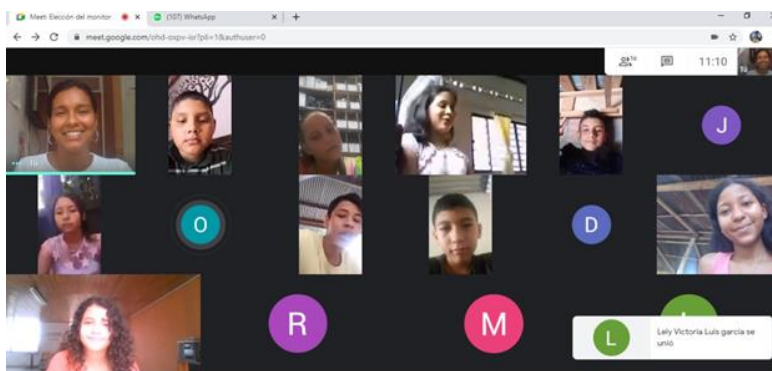 Meet: Elección del monitor
(107) WhatsApp
meet.google.com/ohd-oxpv-ior?pli=1&authuser=0
11:10
Tú
J
O
D
R
M
L
Lely Victoria Luis garcia se
unió